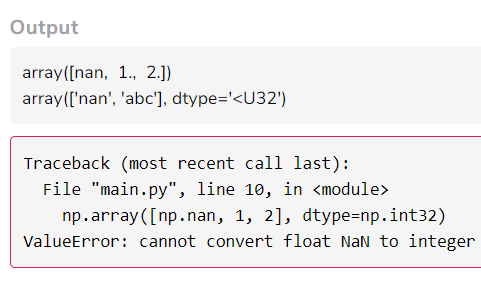 Output
array([nan, 1., 2.])
array(['nan', 'abc'], dtype='<U32')
Traceback (most recent call last):
  File "main.py", line 10, in <module>
    np.array([np.nan, 1, 2], dtype=np.int32)
ValueError: cannot convert float NaN to integer